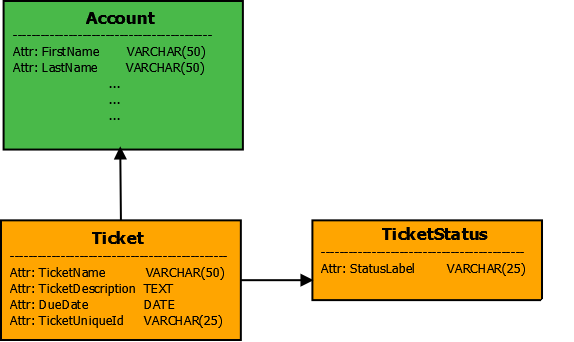 Account
Attr: FirstName VARCHAR(50)
Attr: LastName VARCHAR(50)
...
...
...
Ticket
Attr: TicketName VARCHAR(50)
Attr: TicketDescription TEXT
Attr: DueDate DATE
Attr: TicketUniqueId VARCHAR(25)
TicketStatus
Attr: StatusLabel VARCHAR(25)